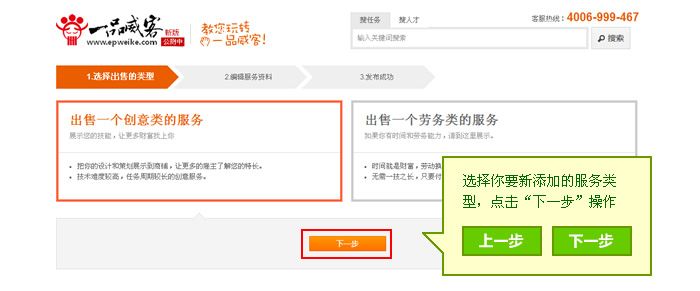 一品威客
新版
公测中
www.epweike.com
教您玩转
一品威客!
搜任务 搜人才
客服热线: 4006-999-467
输入关键词搜索
搜索
1.选择出售的类型
2.编辑服务资料
3.发布成功
出售一个创意类的服务
展示您的技能，让更多财富找上你
• 把你的设计和策划展示到商铺，让更多的雇主了解您的特长。
• 技术难度较高，任务周期较长的创意服务。
出售一个劳务类的服务
如果你有时间和劳务能力，请到这里展示。
• 时间就是财富，劳动换
• 无需一技之长，只要付
选择你要新添加的服务类
型，点击“下一步”操作
上一步 下一步
下一步